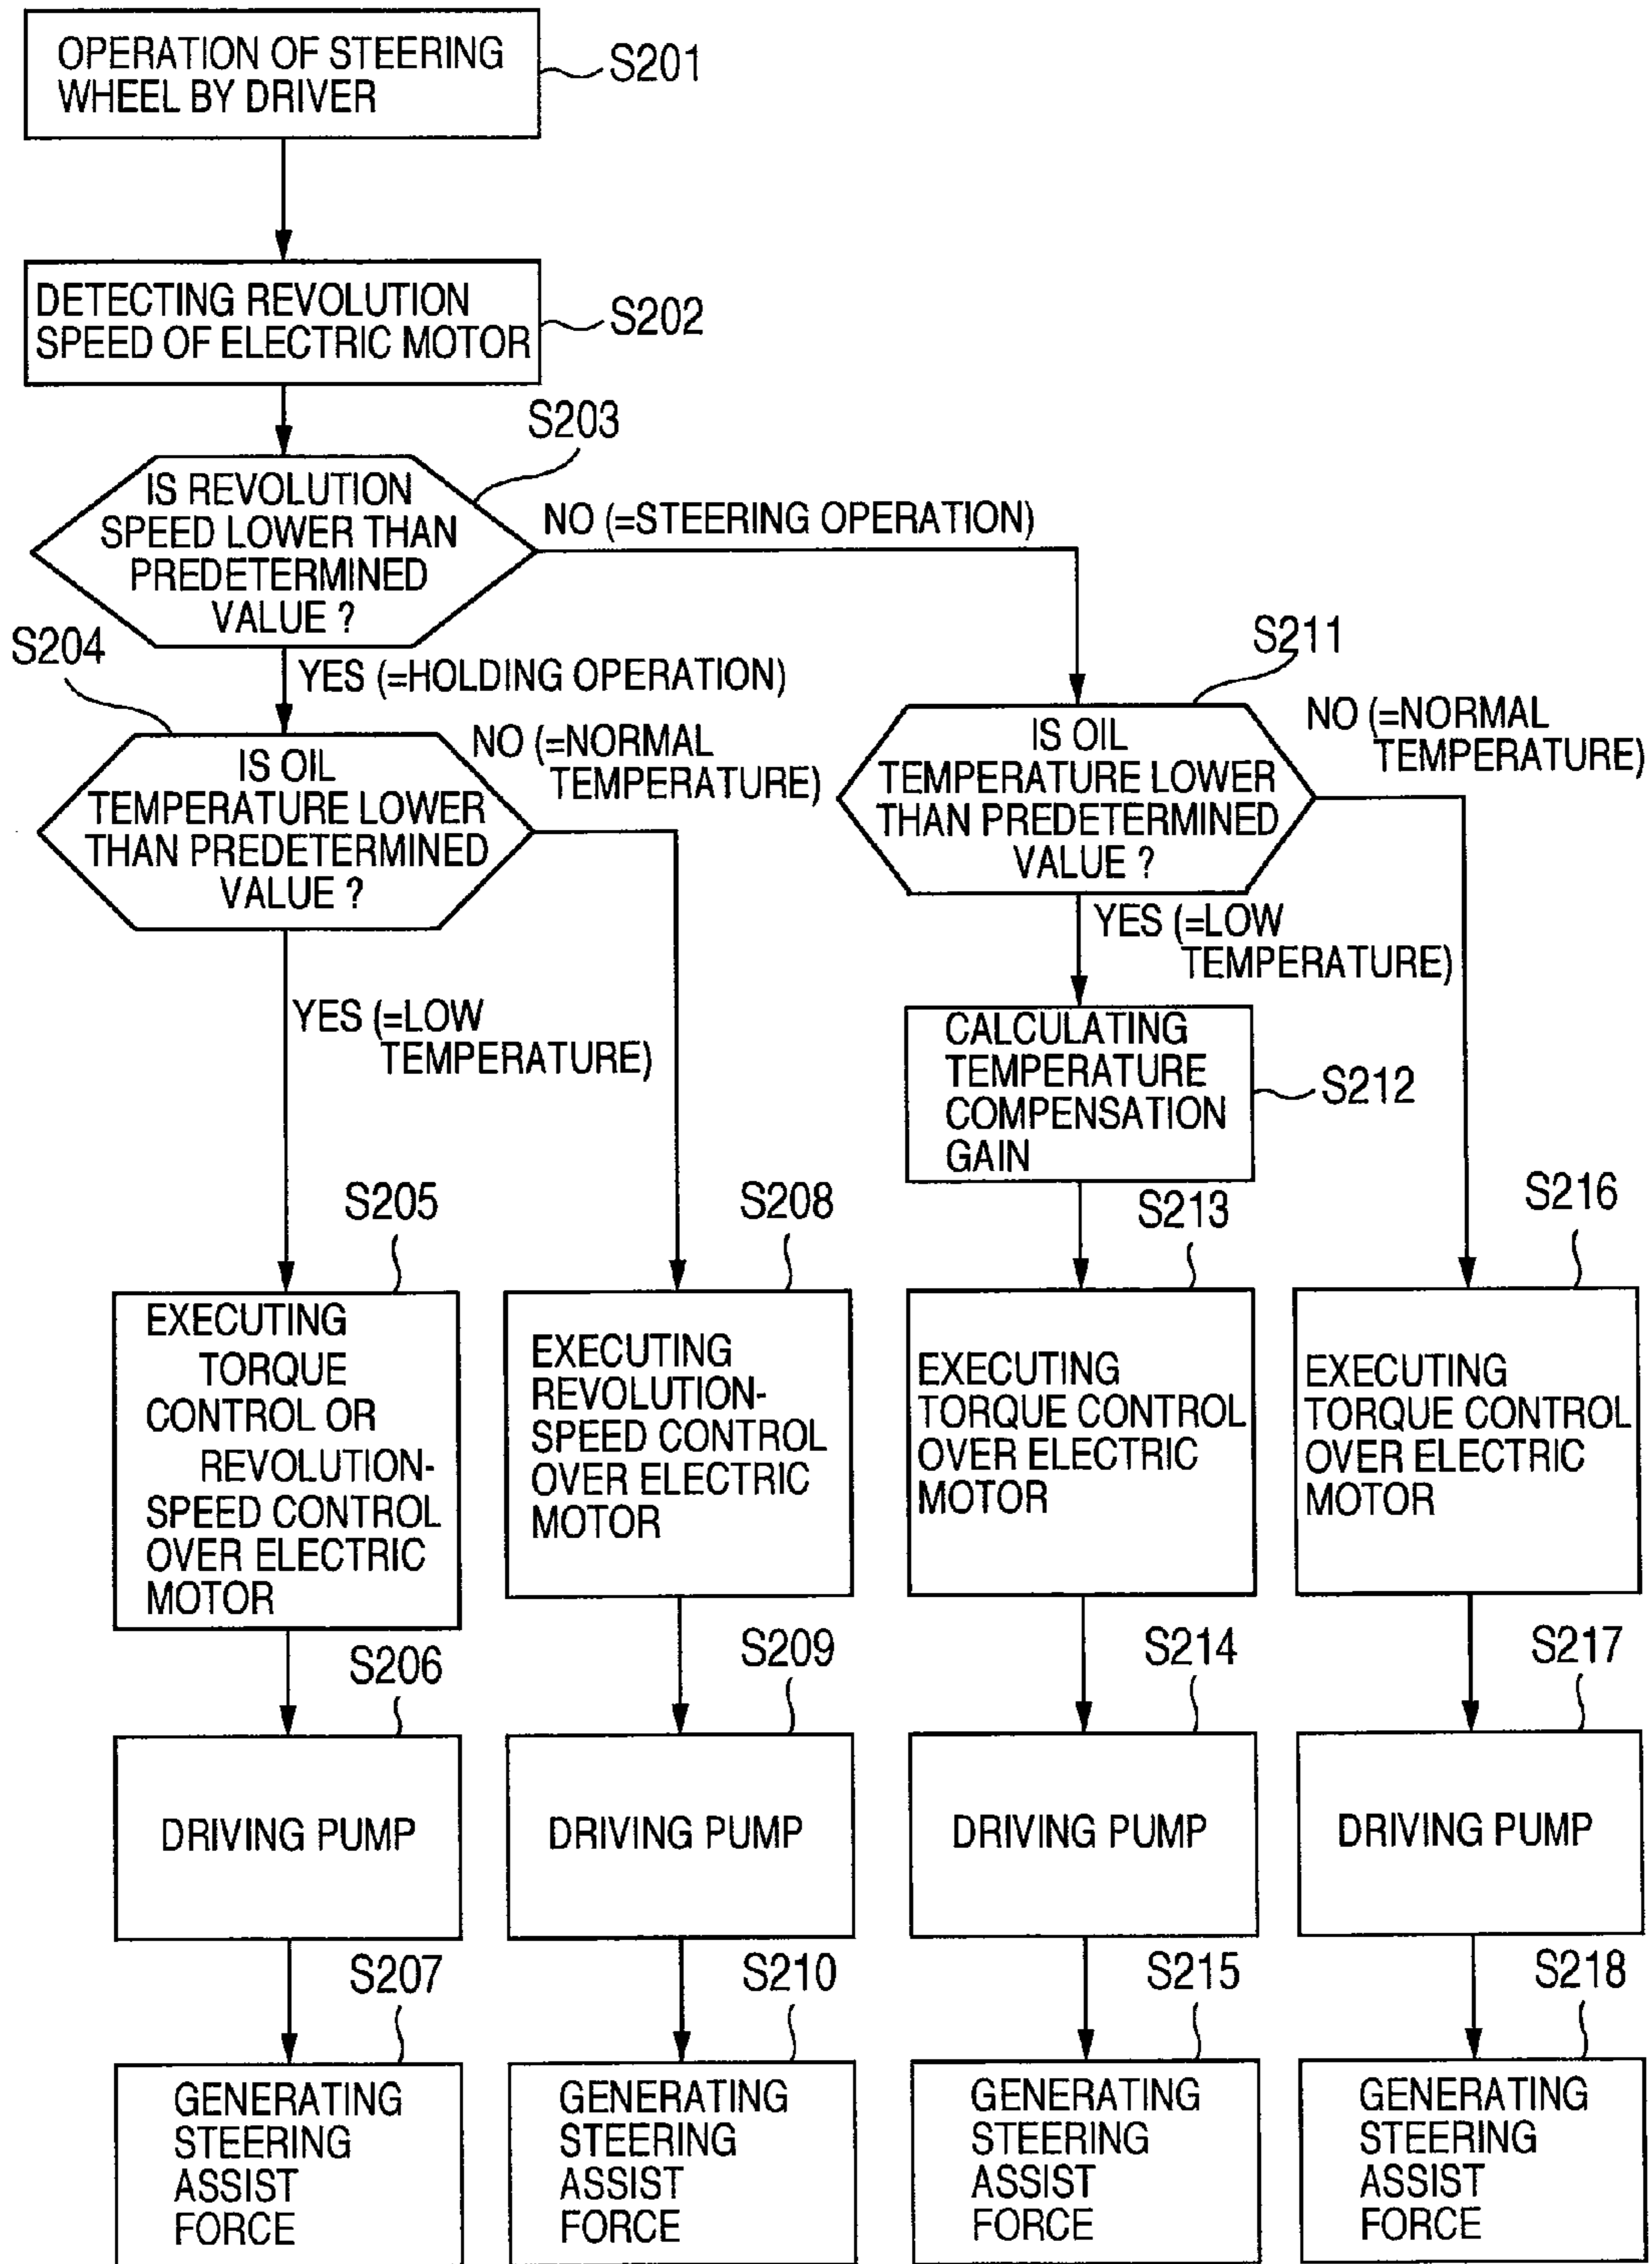 OPERATION OF STEERING
WHEEL BY DRIVER
S201
DETECTING REVOLUTION
SPEED OF ELECTRIC MOTOR
S202
S203
IS REVOLUTION
SPEED LOWER THAN
PREDETERMINED
VALUE ?
NO (=STEERING OPERATION)
YES (=HOLDING OPERATION)
S204
IS OIL
TEMPERATURE LOWER
THAN PREDETERMINED
VALUE ?
NO (=NORMAL
TEMPERATURE)
YES (=LOW
TEMPERATURE)
S211
IS OIL
TEMPERATURE LOWER
THAN PREDETERMINED
VALUE ?
NO (=NORMAL
TEMPERATURE)
YES (=LOW
TEMPERATURE)
CALCULATING
TEMPERATURE
COMPENSATION
GAIN
S212
S205
EXECUTING
TORQUE
CONTROL OR
REVOLUTION-
SPEED CONTROL
OVER ELECTRIC
MOTOR
S208
EXECUTING
REVOLUTION-
SPEED CONTROL
OVER ELECTRIC
MOTOR
S213
EXECUTING
TORQUE CONTROL
OVER ELECTRIC
MOTOR
S216
EXECUTING
TORQUE CONTROL
OVER ELECTRIC
MOTOR
S206
DRIVING PUMP
S209
DRIVING PUMP
S214
DRIVING PUMP
S217
DRIVING PUMP
S207
GENERATING
STEERING
ASSIST
FORCE
S210
GENERATING
STEERING
ASSIST
FORCE
S215
GENERATING
STEERING
ASSIST
FORCE
S218
GENERATING
STEERING
ASSIST
FORCE